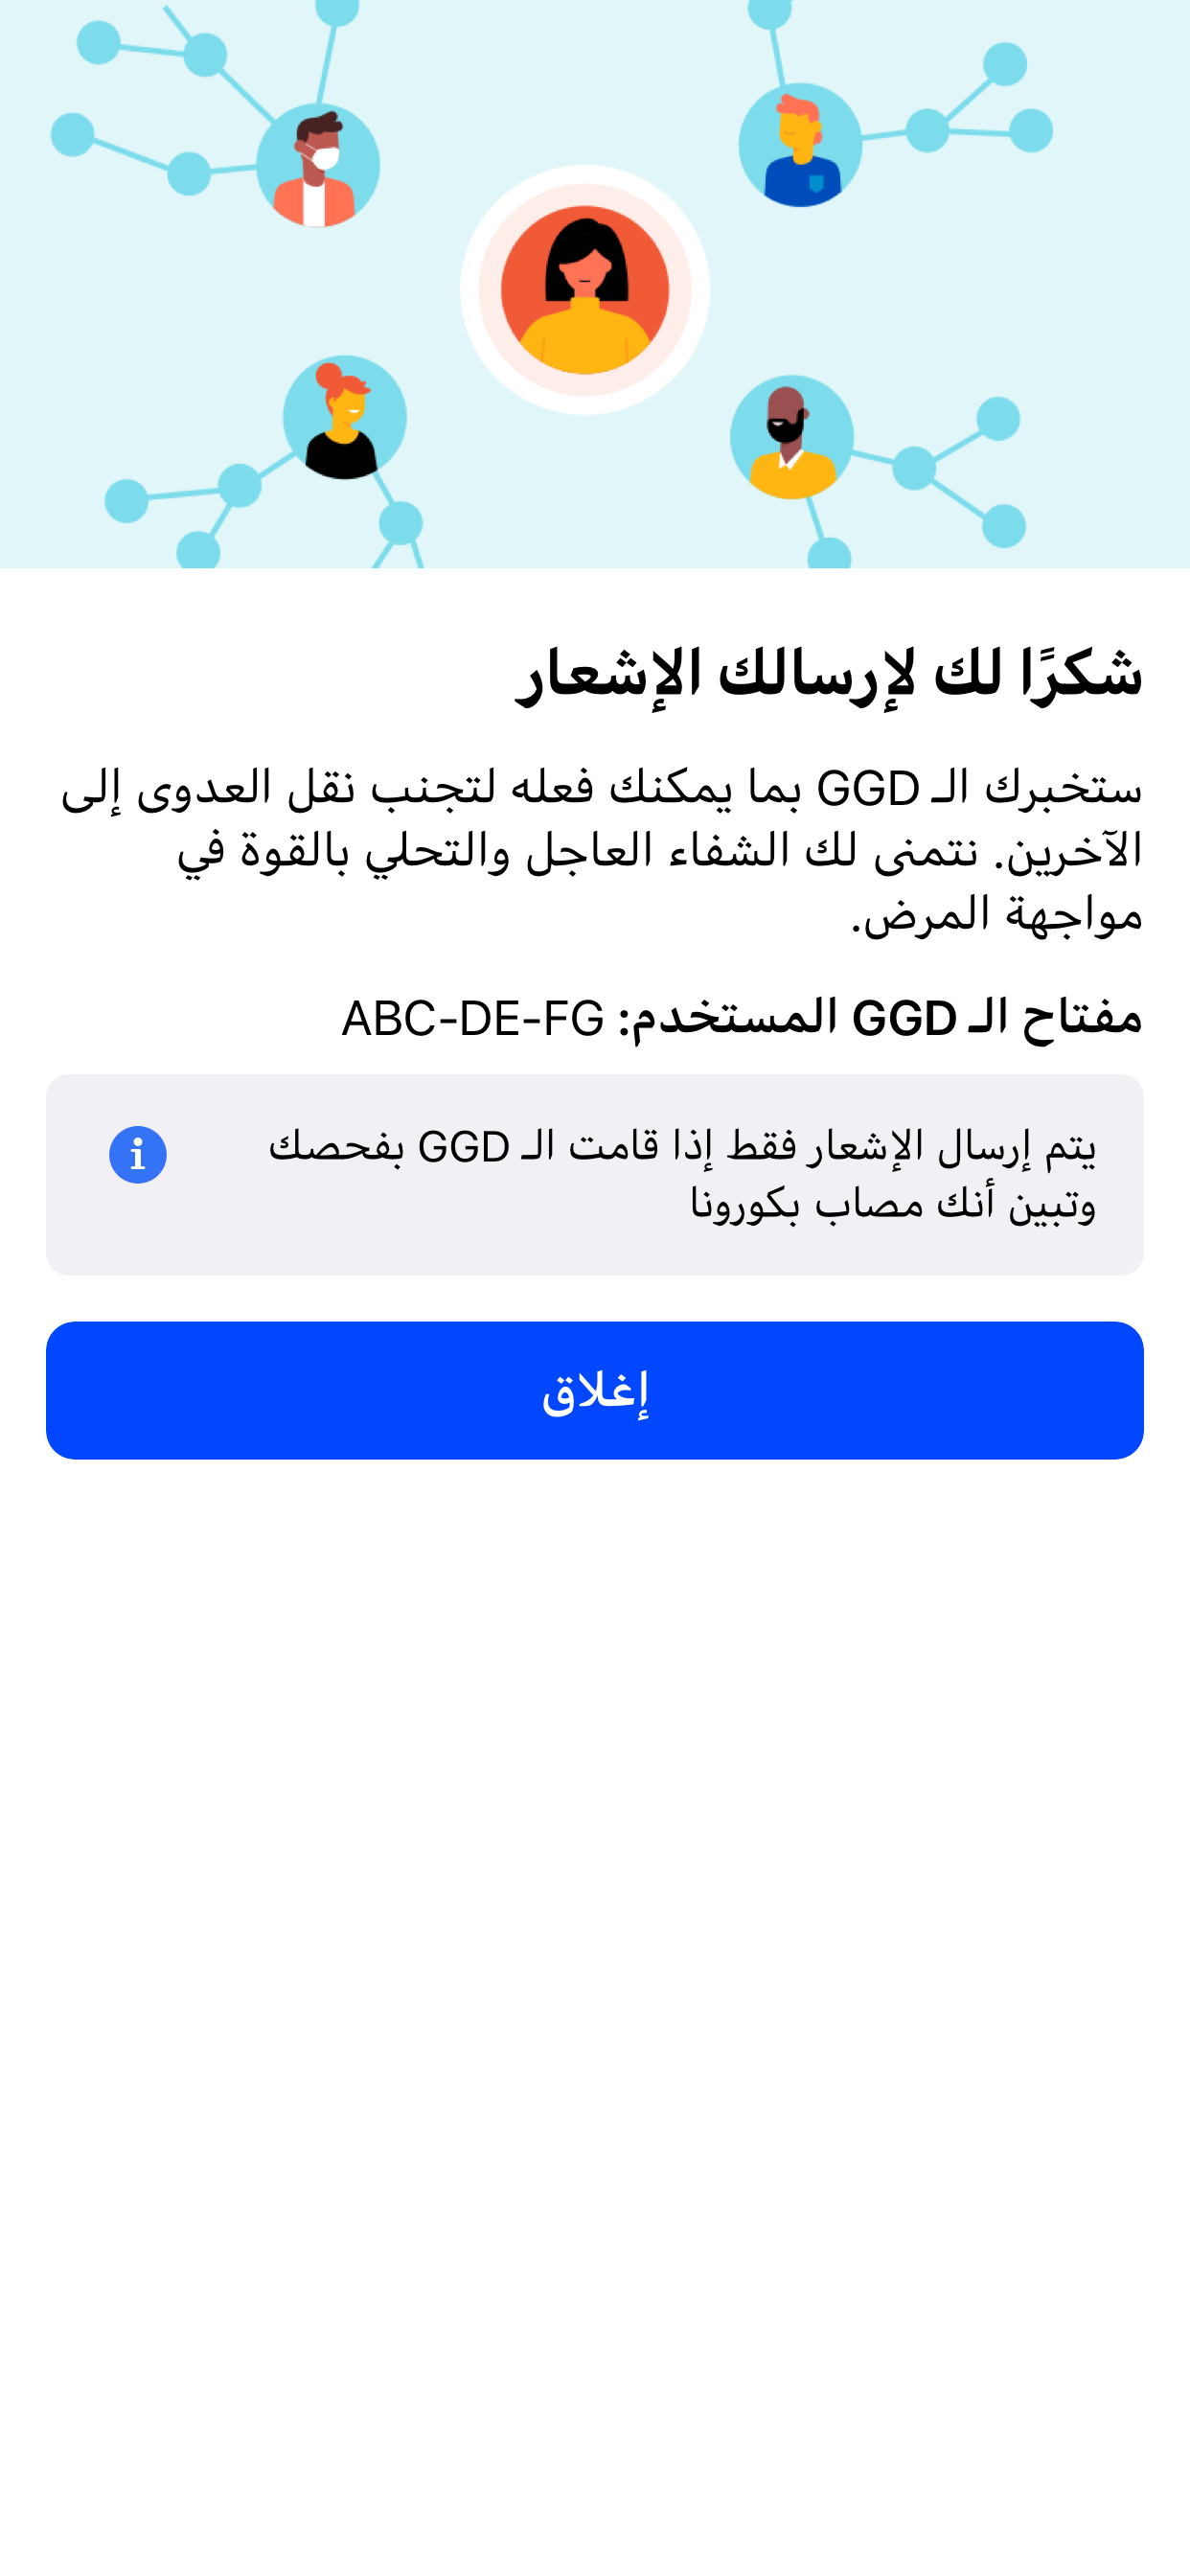 شكرًا لك لإرسالك الإشعار
ستخبرك الـ GGD بما يمكنك فعله لتجنب نقل العدوى إلى
الآخرين. نتمنى لك الشفاء العاجل والتحلي بالقوة في
مواجهة المرض.
مفتاح الـ GGD المستخدم: ABC-DE-FG
يتم إرسال الإشعار فقط إذا قامت الـ GGD بفحصك
وتبين أنك مصاب بكورونا
إغلاق